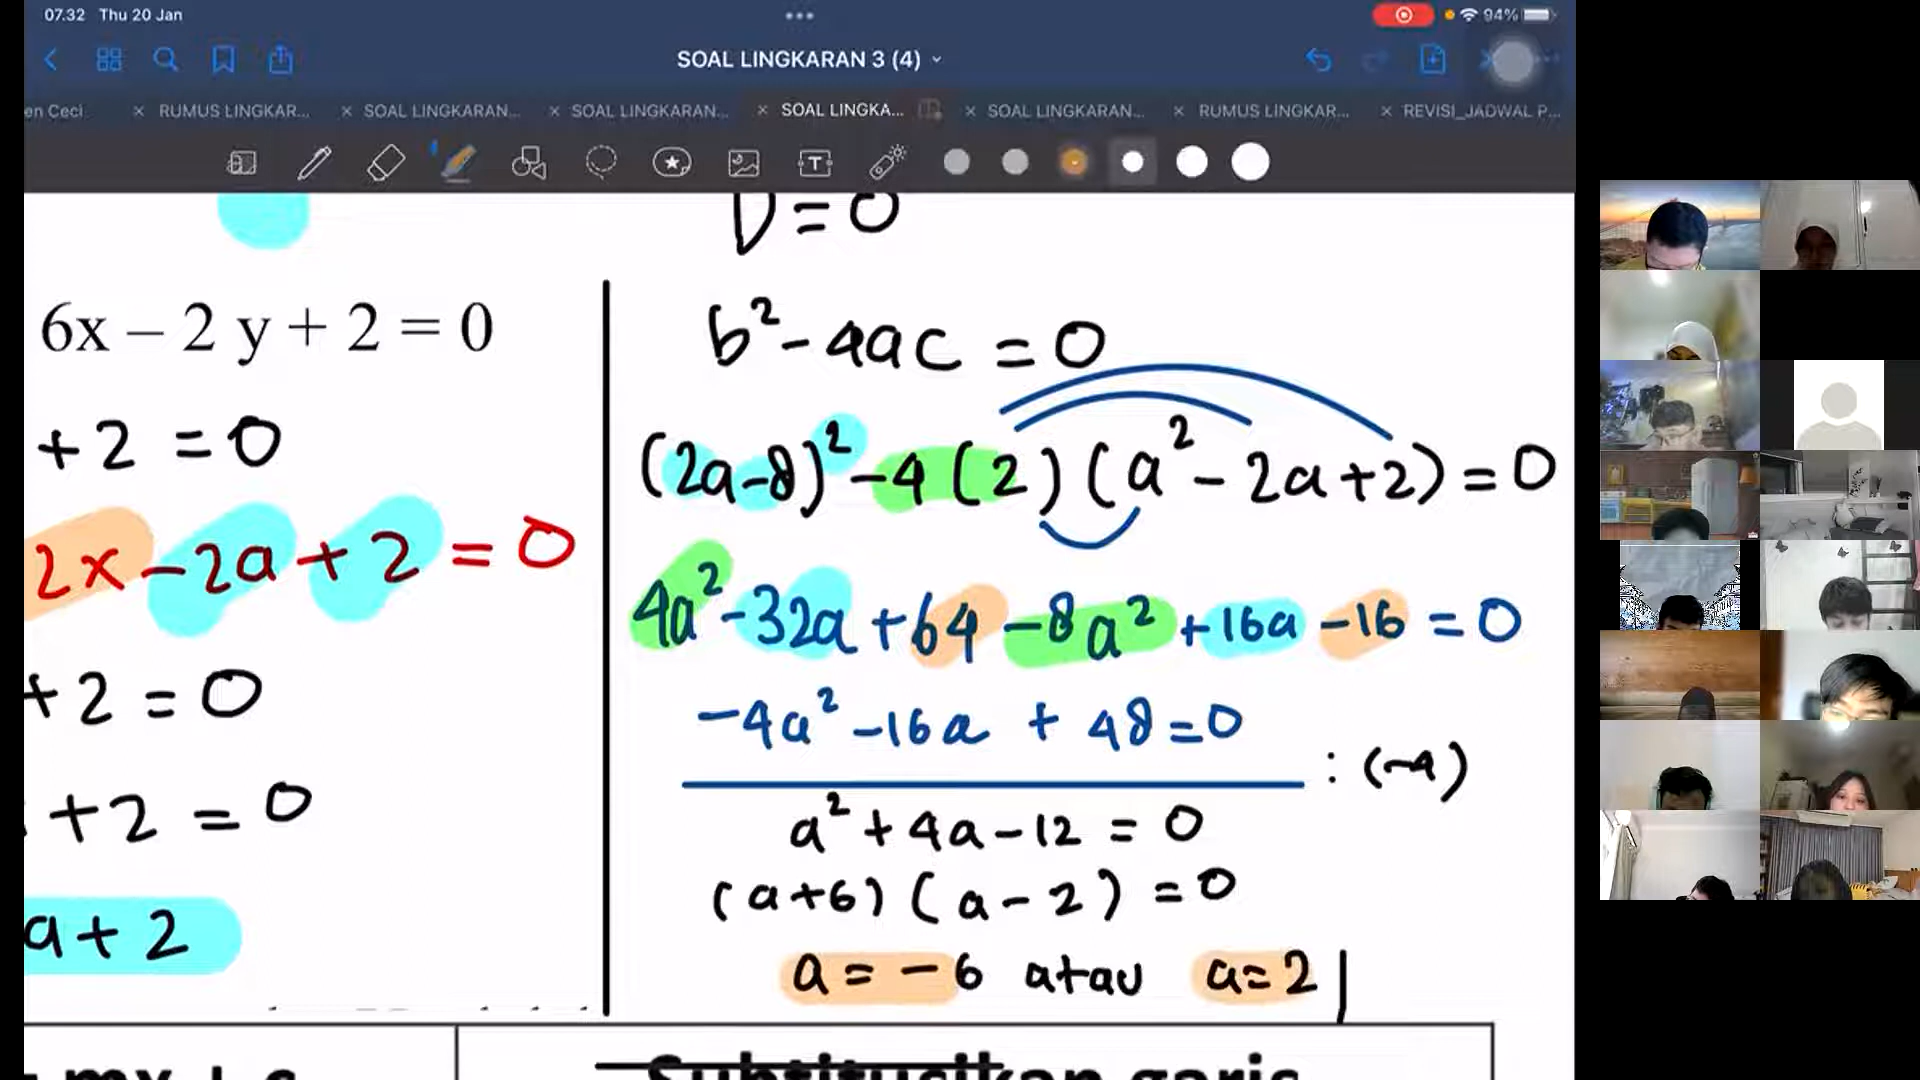 07.32 Thu 20 Jan
94%
SOAL LINGKARAN 3 (4)
en Ceci
RUMUS LINGKAR...
SOAL LINGKARAN...
SOAL LINGKARAN...
SOAL LINGKA...
SOAL LINGKARAN...
RUMUS LINGKAR...
REVISI_JADWAL P...
6x – 2 y + 2 = 0
+ 2 = 0
2x - 2a + 2 = 0
+ 2 = 0
+ 2 = 0
a + 2
D = 0
b² - 4ac = 0
(2a-8)² - 4 (2) (a² - 2a + 2) = 0
4a² - 32a + 64 - 8a² + 16a - 16 = 0
-4a² - 16a + 48 = 0
: (-4)
a² + 4a - 12 = 0
(a+6) (a - 2) = 0
a = -6 atau a = 2
mx + c
Subtitusikan garis